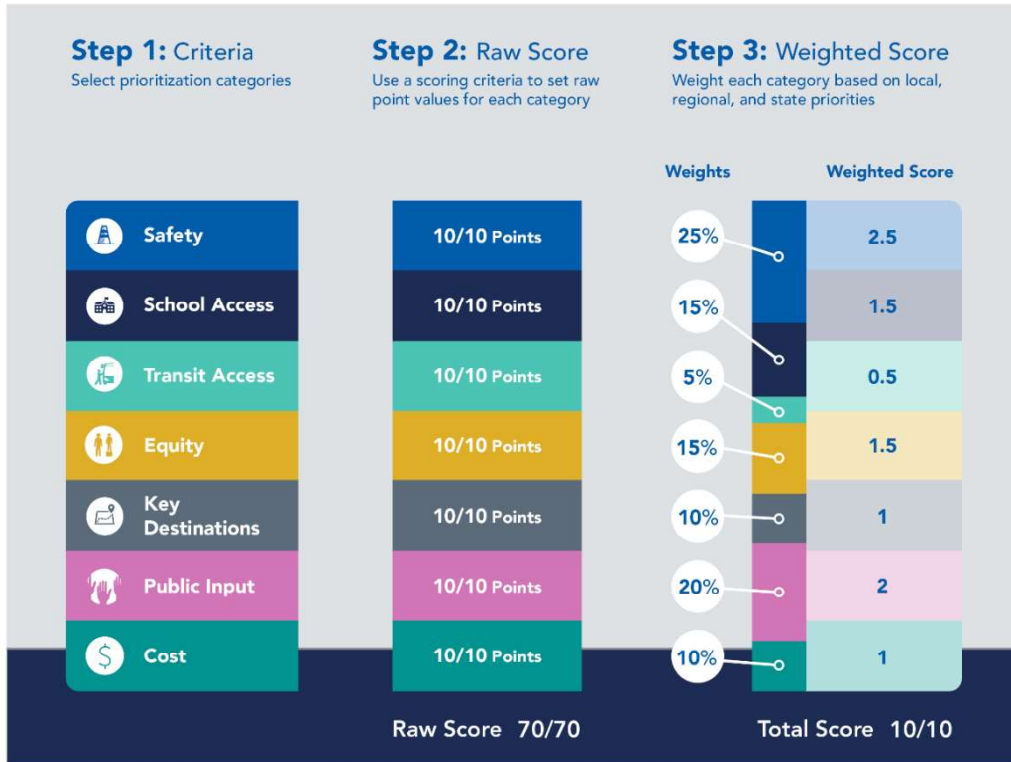 Step 1: Criteria
Select prioritization categories
Step 2: Raw Score
Use a scoring criteria to set raw
point values for each category
Step 3: Weighted Score
Weight each category based on local,
regional, and state priorities
Weights
Weighted Score
Safety
10/10 Points
25%
2.5
School Access
10/10 Points
15%
1.5
Transit Access
10/10 Points
5%
0.5
Equity
10/10 Points
15%
1.5
Key
Destinations
10/10 Points
10%
1
Public Input
10/10 Points
20%
2
$
Cost
10/10 Points
10%
1
Raw Score 70/70
Total Score 10/10